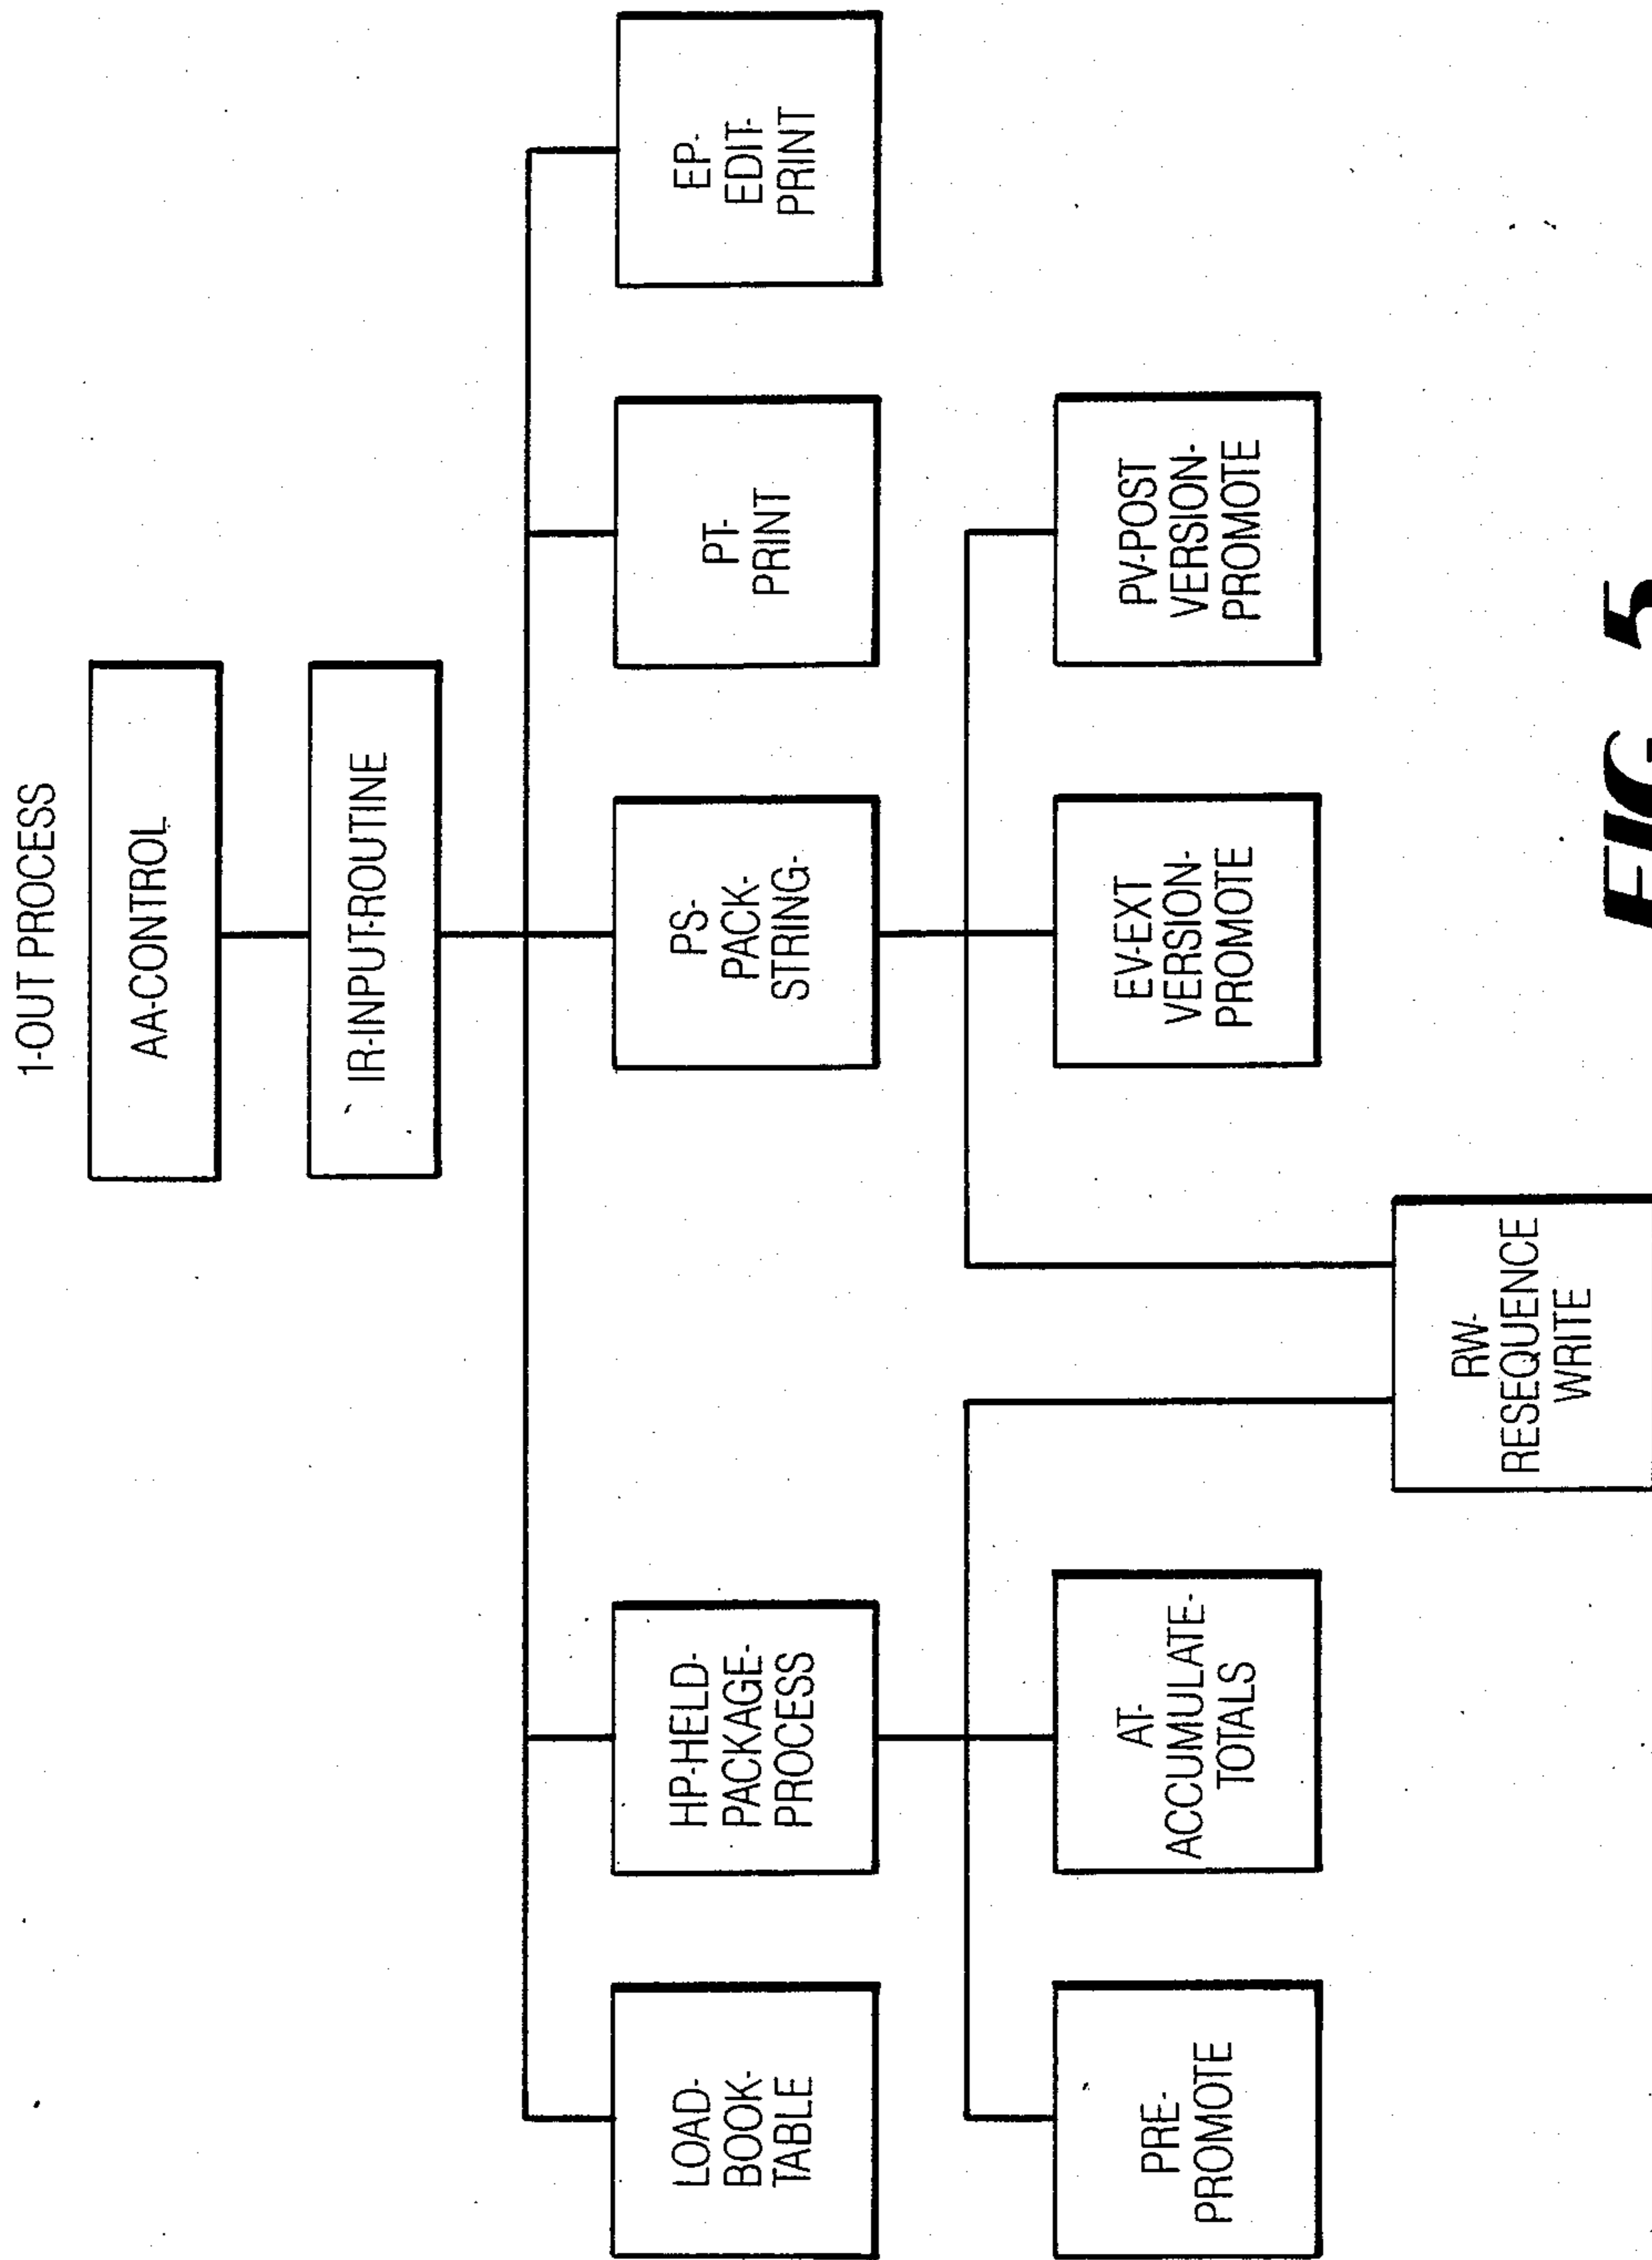 1-OUT PROCESS
AA-CONTROL
IR-INPUT-ROUTINE
LOAD-
BOOK-
TABLE
HP-HELD-
PACKAGE-
PROCESS
PS-
PACK-
STRING-
PT-
PRINT
EP-
EDIT-
PRINT
PRE-
PROMOTE
AT-
ACCUMULATE-
TOTALS
EV-EXT
VERSION-
PROMOTE
PV-POST
VERSION-
PROMOTE
RW-
RESEQUENCE
WRITE
FIG. 5